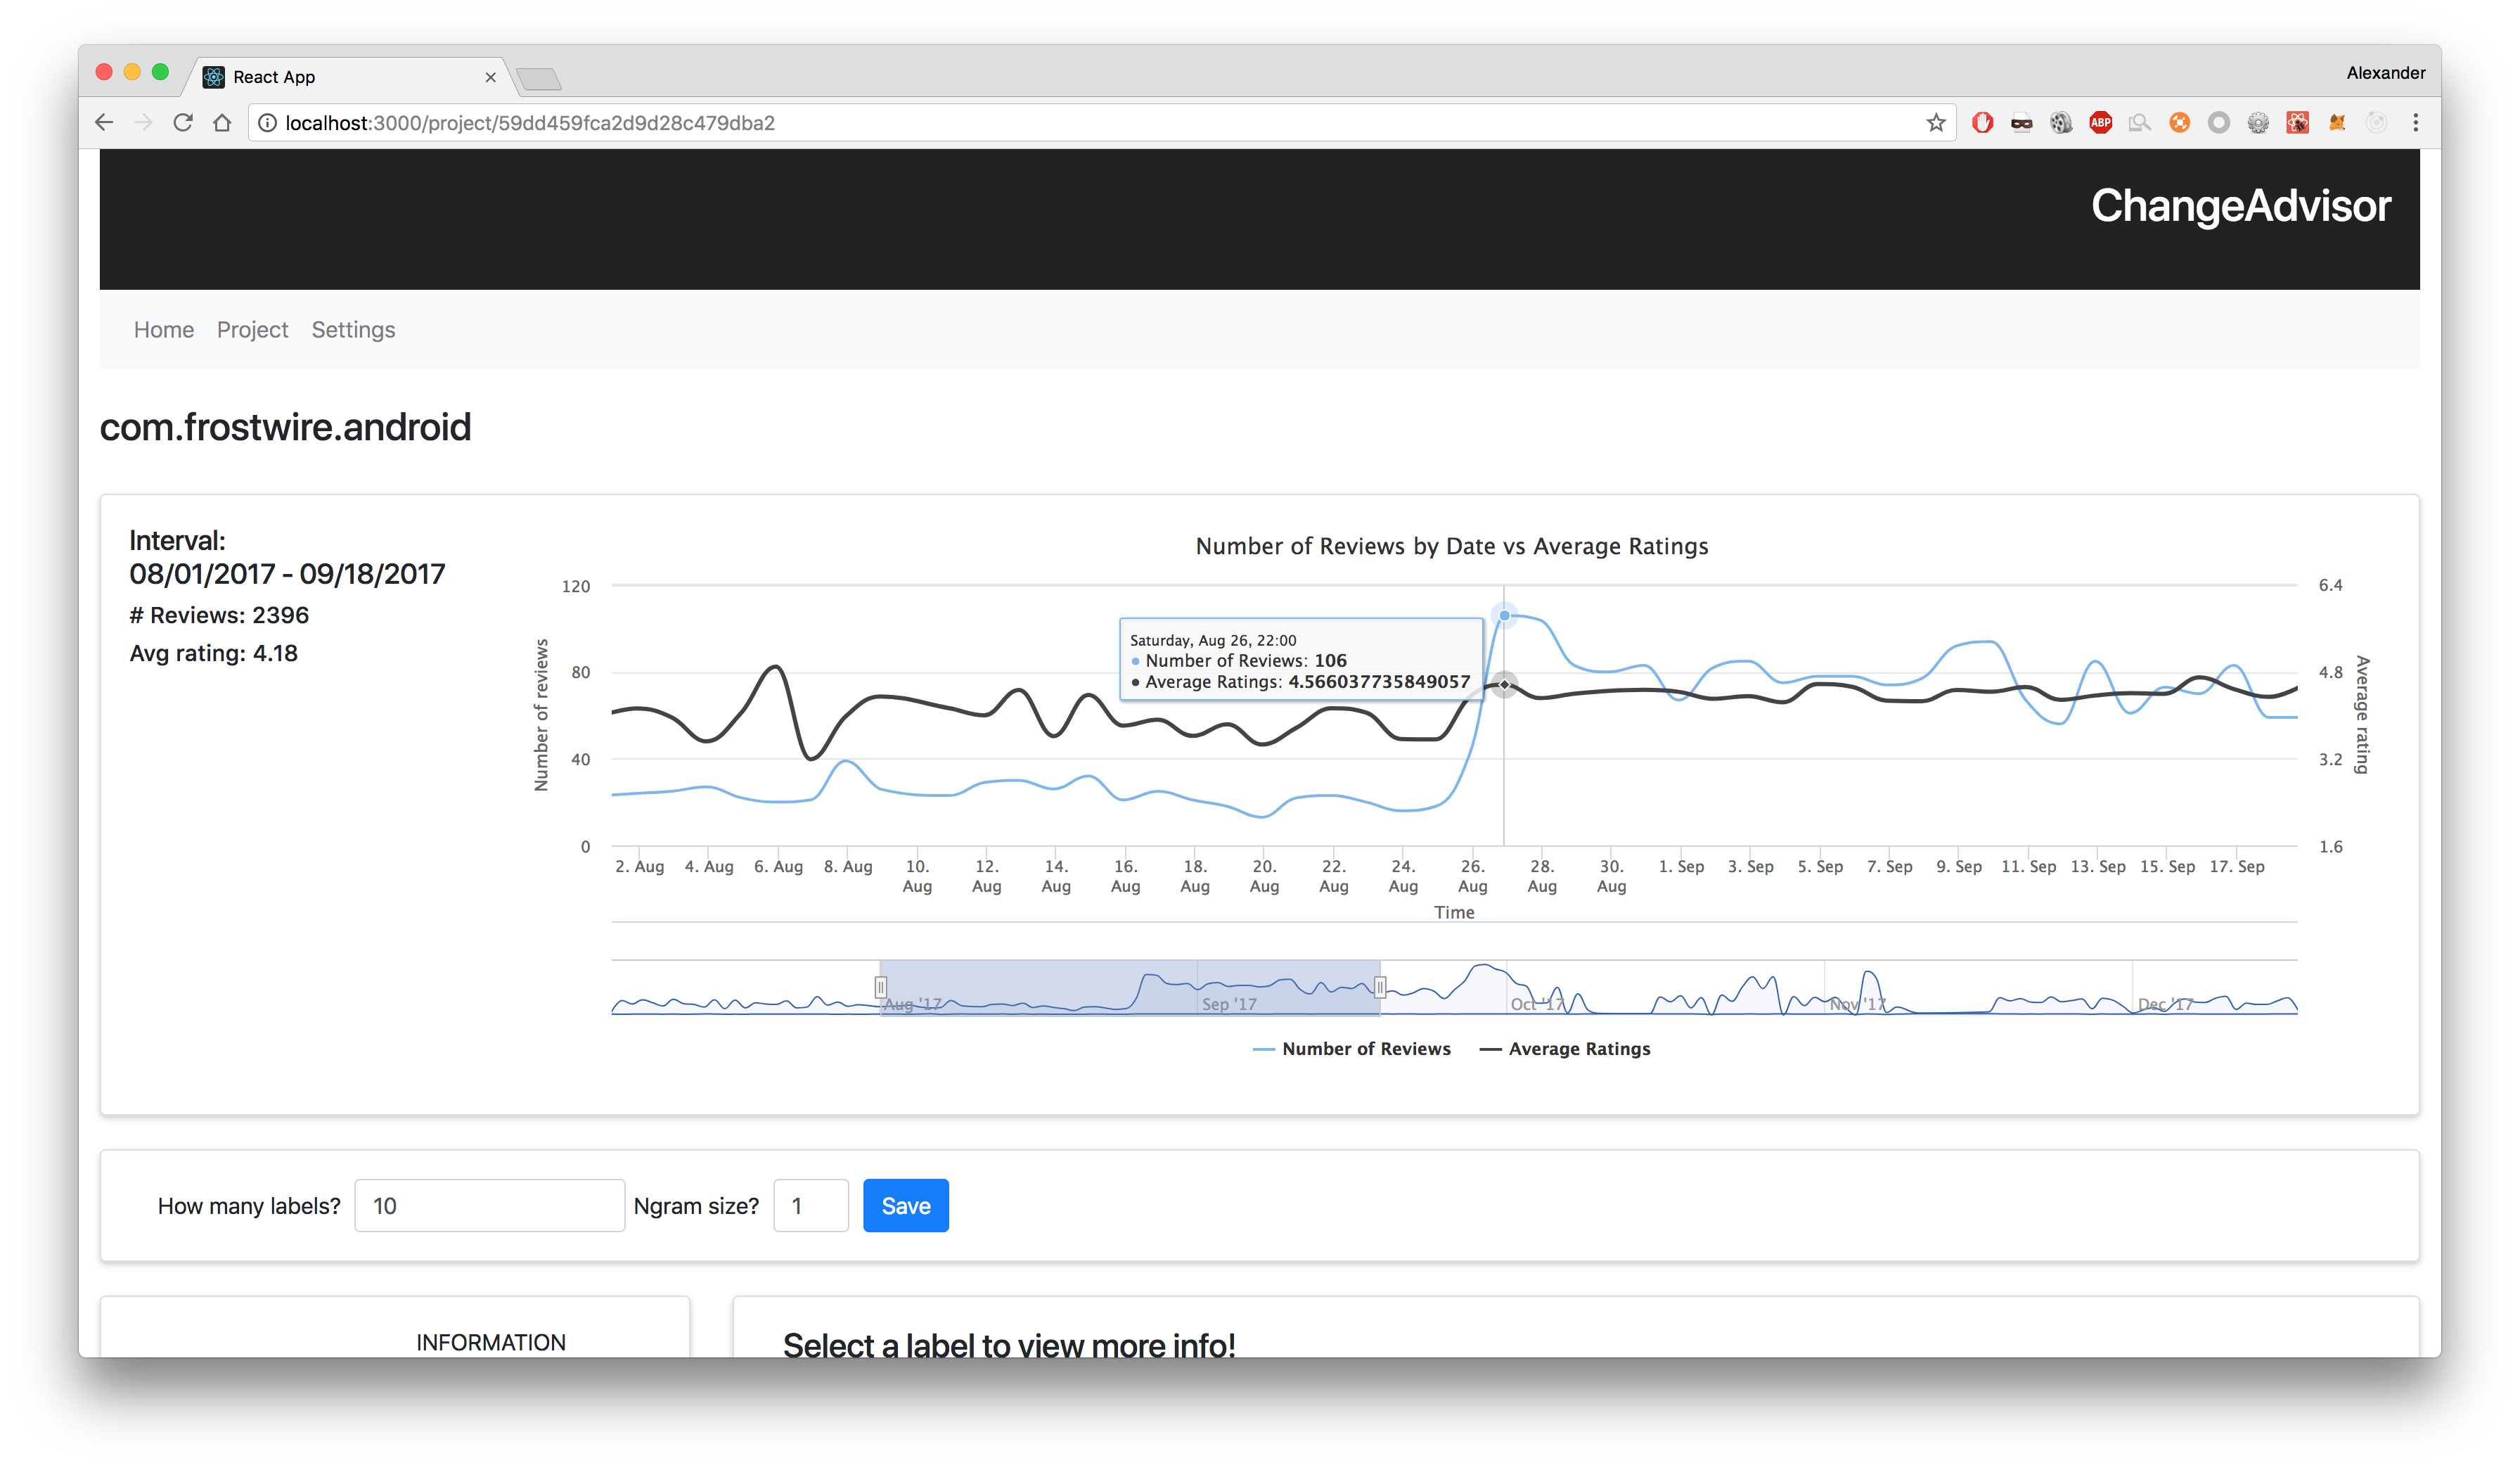 React App
Alexander
localhost:3000/project/59dd459fca2d9d28c479dba2
ABP
ChangeAdvisor
Home Project Settings
com.frostwire.android
Interval:
08/01/2017 - 09/18/2017
# Reviews: 2396
Avg rating: 4.18
Number of Reviews by Date vs Average Ratings
Number of reviews
120
80
40
0
Saturday, Aug 26, 22:00
Number of Reviews: 106
Average Ratings: 4.566037735849057
6.4
4.8
3.2
1.6
Average rating
2. Aug 4. Aug 6. Aug 8. Aug 10. Aug 12. Aug 14. Aug 16. Aug 18. Aug 20. Aug 22. Aug 24. Aug 26. Aug 28. Aug 30. Aug 1. Sep 3. Sep 5. Sep 7. Sep 9. Sep 11. Sep 13. Sep 15. Sep 17. Sep
Time
Aug '17 Sep '17 Oct '17 Nov '17 Dec '17
Number of Reviews Average Ratings
How many labels? 10 Ngram size? 1 Save
INFORMATION
Select a label to view more info!